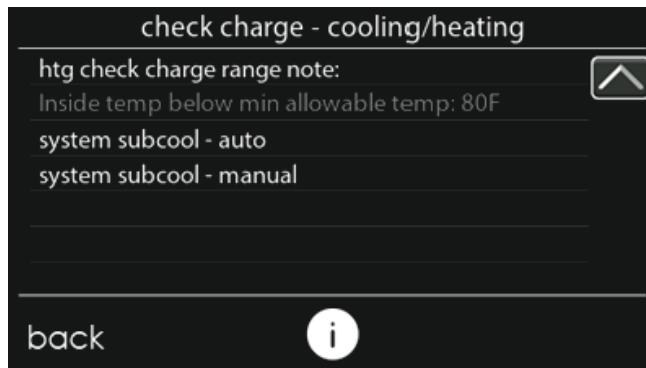 check charge - cooling/heating
htg check charge range note:
Inside temp below min allowable temp: 80F
system subcool - auto
system subcool - manual
back
i